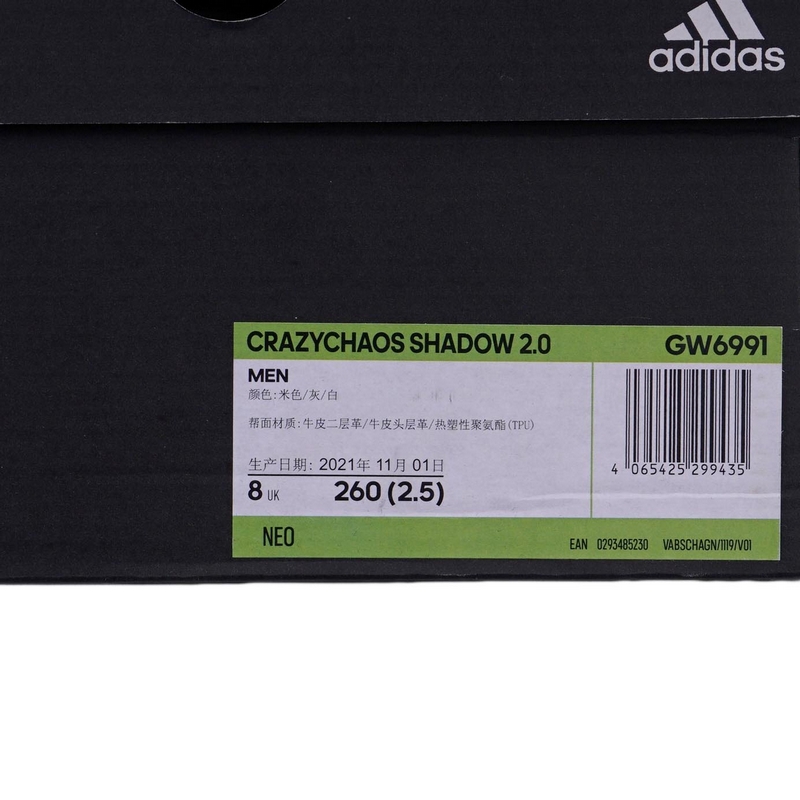 adidas
CRAZYCHAOS SHADOW 2.0 GW6991
MEN
颜色:米色/灰/白
帮面材质:牛皮二层革/牛皮头层革/热塑性聚氨酯(TPU)
生产日期: 2021年 11月 01日
8 UK 260 (2.5)
4 065425 299435
NEO
EAN 0293485230 VABSCHAGN/1119/V01